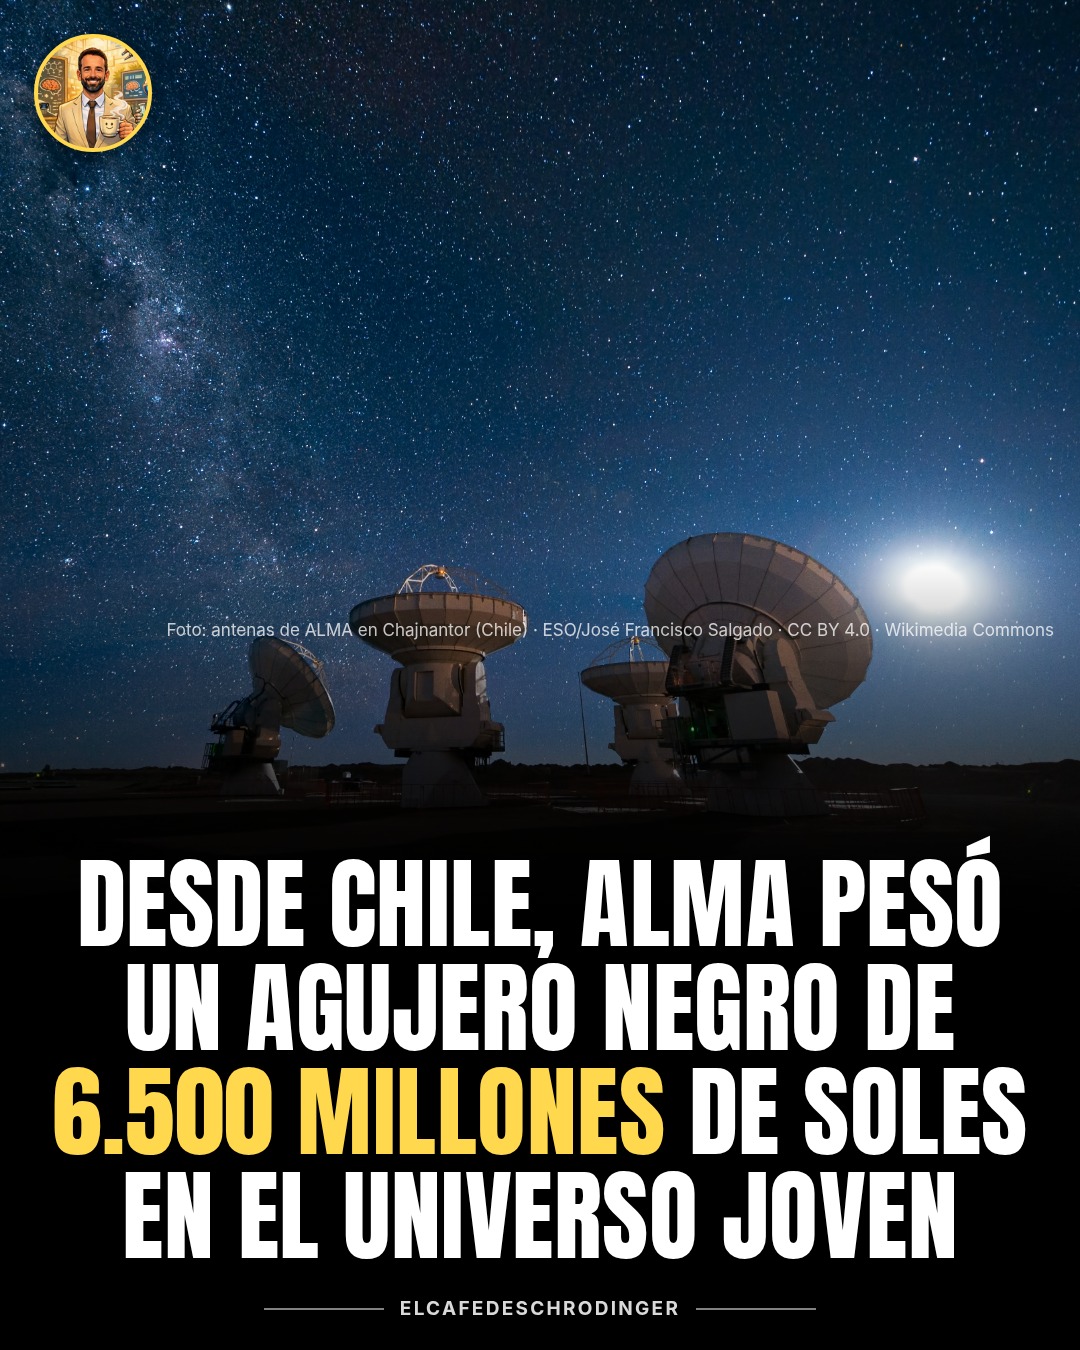 Foto: antenas de ALMA en Chajnantor (Chile) · ESO/José Francisco Salgado · CC BY 4.0 · Wikimedia Commons
DESDE CHILE, ALMA PESÓ
UN AGUJERO NEGRO DE
6.500 MILLONES DE SOLES
EN EL UNIVERSO JOVEN
ELCAFEDESCHRODINGER